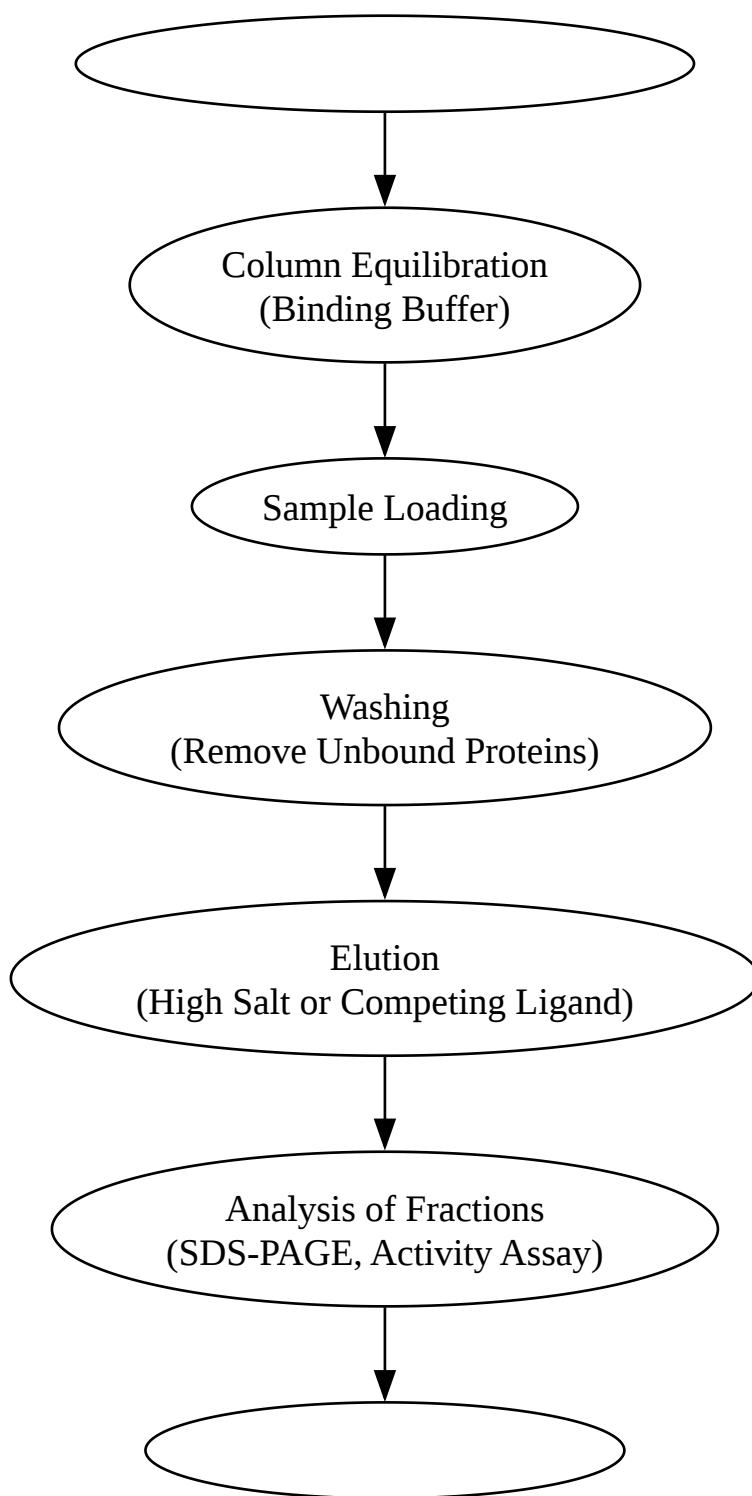 Column Equilibration
(Binding Buffer)
Sample Loading
Washing
(Remove Unbound Proteins)
Elution
(High Salt or Competing Ligand)
Analysis of Fractions
(SDS-PAGE, Activity Assay)